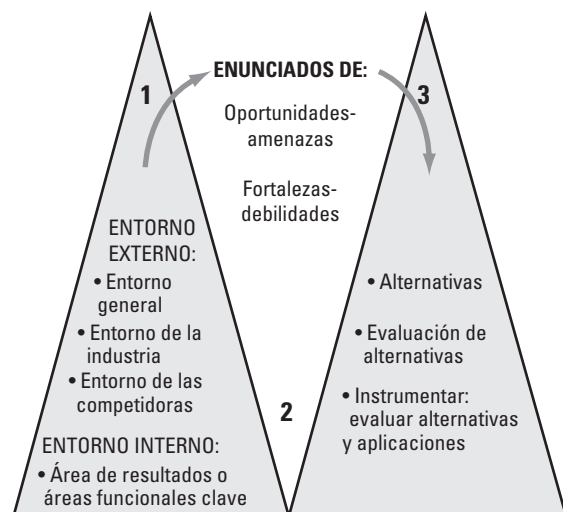 1
ENTORNO
EXTERNO:
• Entorno
general
• Entorno de la
industria
• Entorno de las
competidoras
ENTORNO INTERNO:
• Área de resultados o
áreas funcionales clave
ENUNCIADOS DE:
Oportunidades-
amenazas
Fortalezas-
debilidades
2
3
• Alternativas
• Evaluación de
alternativas
• Instrumentar:
evaluar alternativas
y aplicaciones